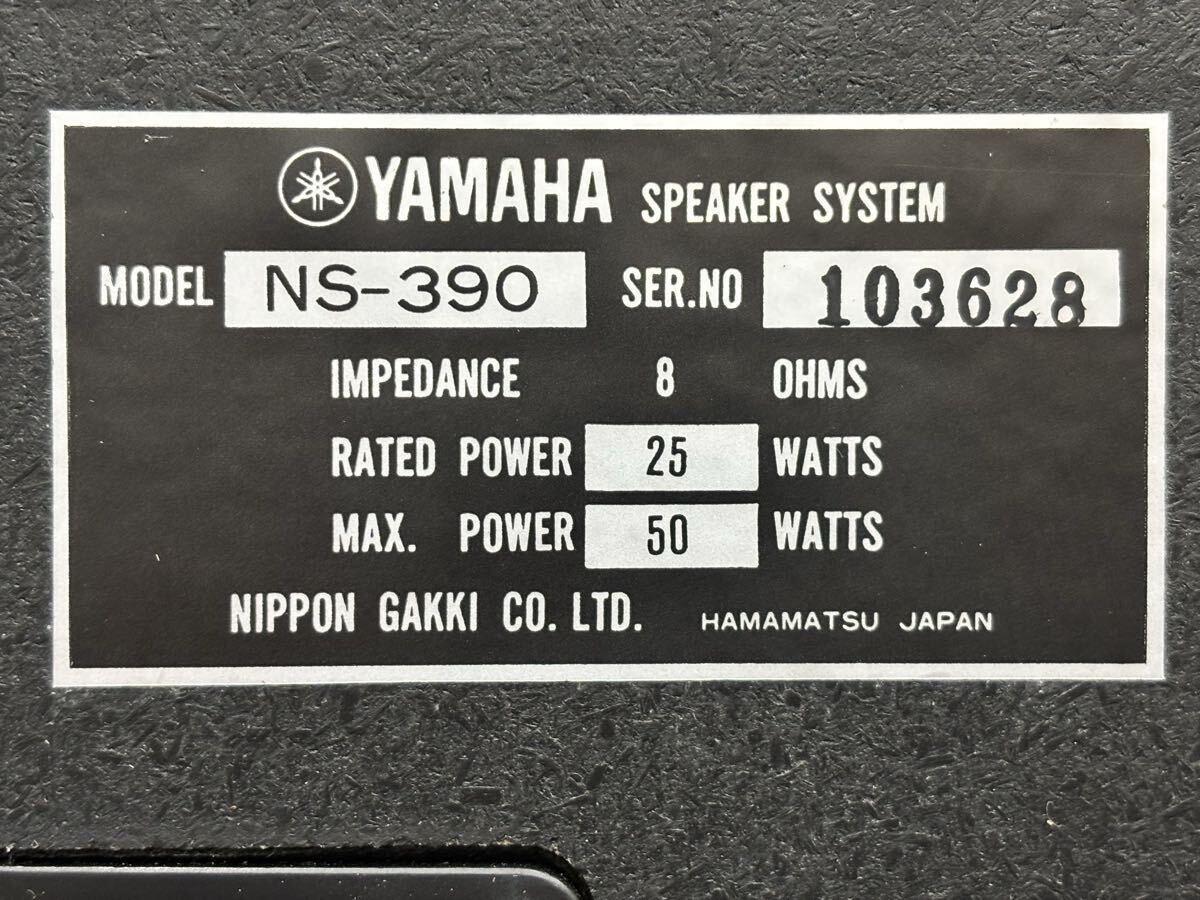 YAMAHA SPEAKER SYSTEM
MODEL NS-390 SER.NO 103628
IMPEDANCE 8 OHMS
RATED POWER 25 WATTS
MAX. POWER 50 WATTS
NIPPON GAKKI CO. LTD. HAMAMATSU JAPAN